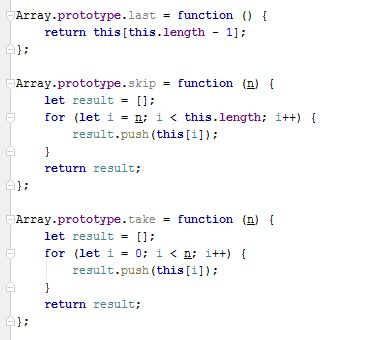 Array.prototype.last = function () {
    return this[this.length - 1];
};

Array.prototype.skip = function (n) {
    let result = [];
    for (let i = n; i < this.length; i++) {
        result.push(this[i]);
    }
    return result;
};

Array.prototype.take = function (n) {
    let result = [];
    for (let i = 0; i < n; i++) {
        result.push(this[i]);
    }
    return result;
};